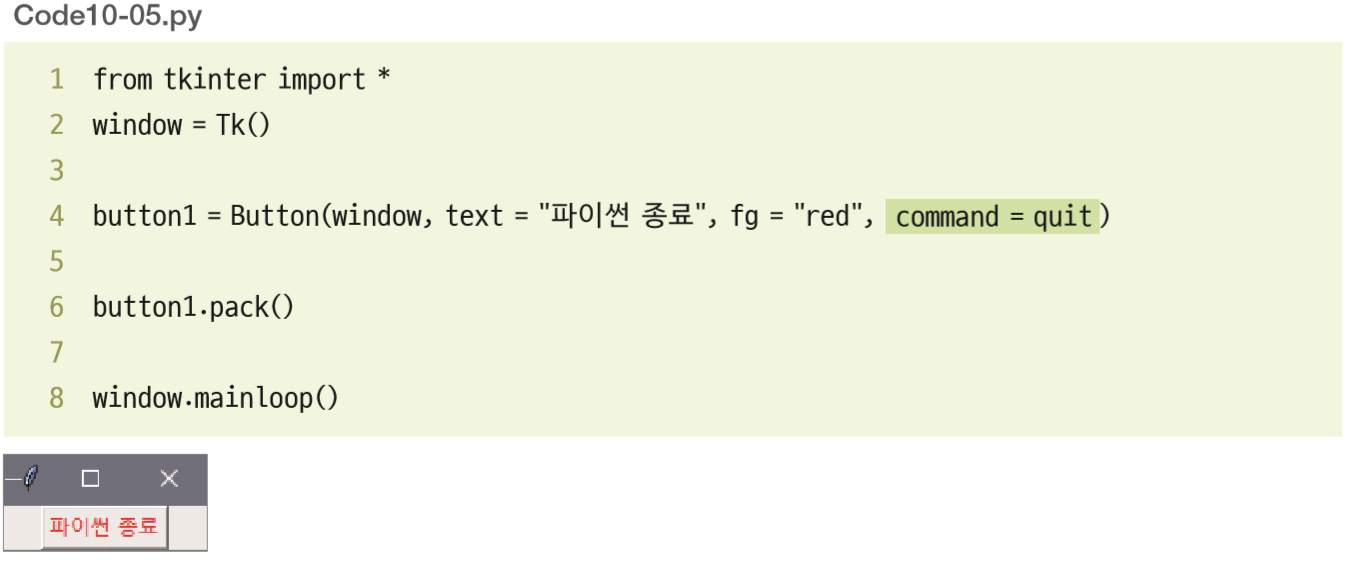 Code10-05.py
1 from tkinter import *
2 window = Tk()
3
4 button1 = Button(window, text = "파이썬 종료", fg = "red", command = quit)
5
6 button1.pack()
7
8 window.mainloop()
파이썬 종료